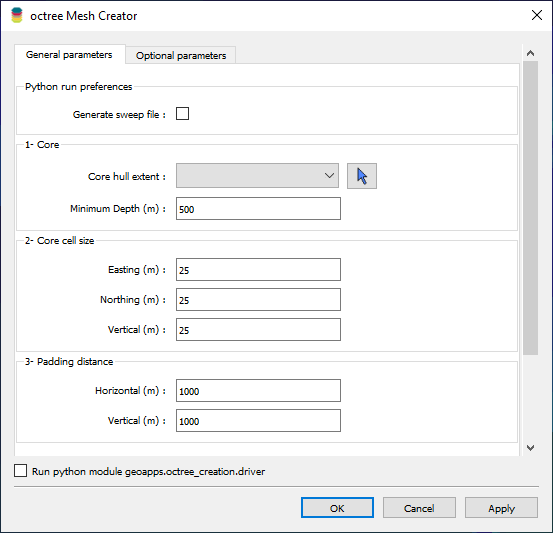 octree Mesh Creator
General parameters Optional parameters
Python run preferences
Generate sweep file :
1- Core
Core hull extent :
Minimum Depth (m) : 500
2- Core cell size
Easting (m) : 25
Northing (m) : 25
Vertical (m) : 25
3- Padding distance
Horizontal (m) : 1000
Vertical (m) : 1000
Run python module geoapps.octree_creation.driver
OK Cancel Apply